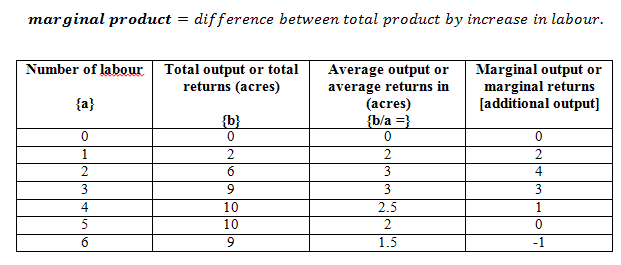 marginal product = difference between total product by increase in labour.
Number of labour Total output or total Average output or Marginal output or
returns (acres) average returns in marginal returns
{a} (acres) [additional output]
{b} {b/a =}
0 0 0 0
1 2 2 2
2 6 3 4
3 9 3 3
4 10 2.5 1
5 10 2 0
6 9 1.5 -1